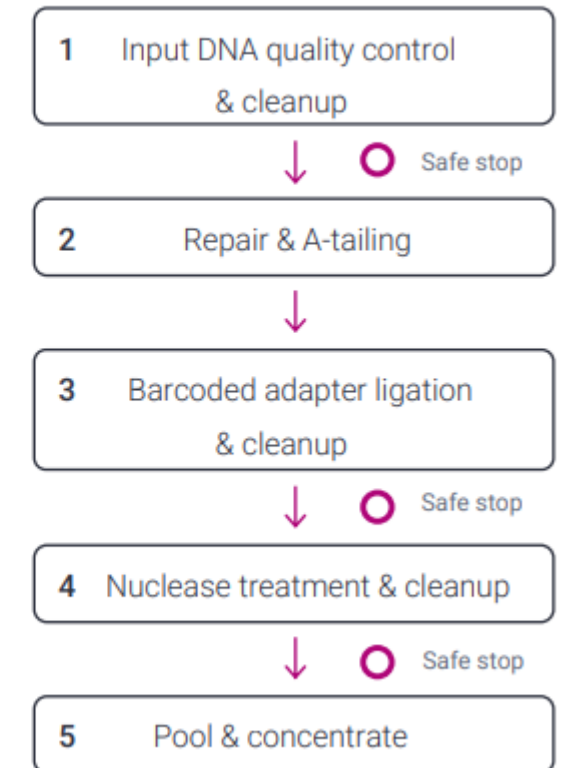 1 Input DNA quality control
& cleanup
Safe stop
2 Repair & A-tailing
3 Barcoded adapter ligation
& cleanup
Safe stop
4 Nuclease treatment & cleanup
Safe stop
5 Pool & concentrate